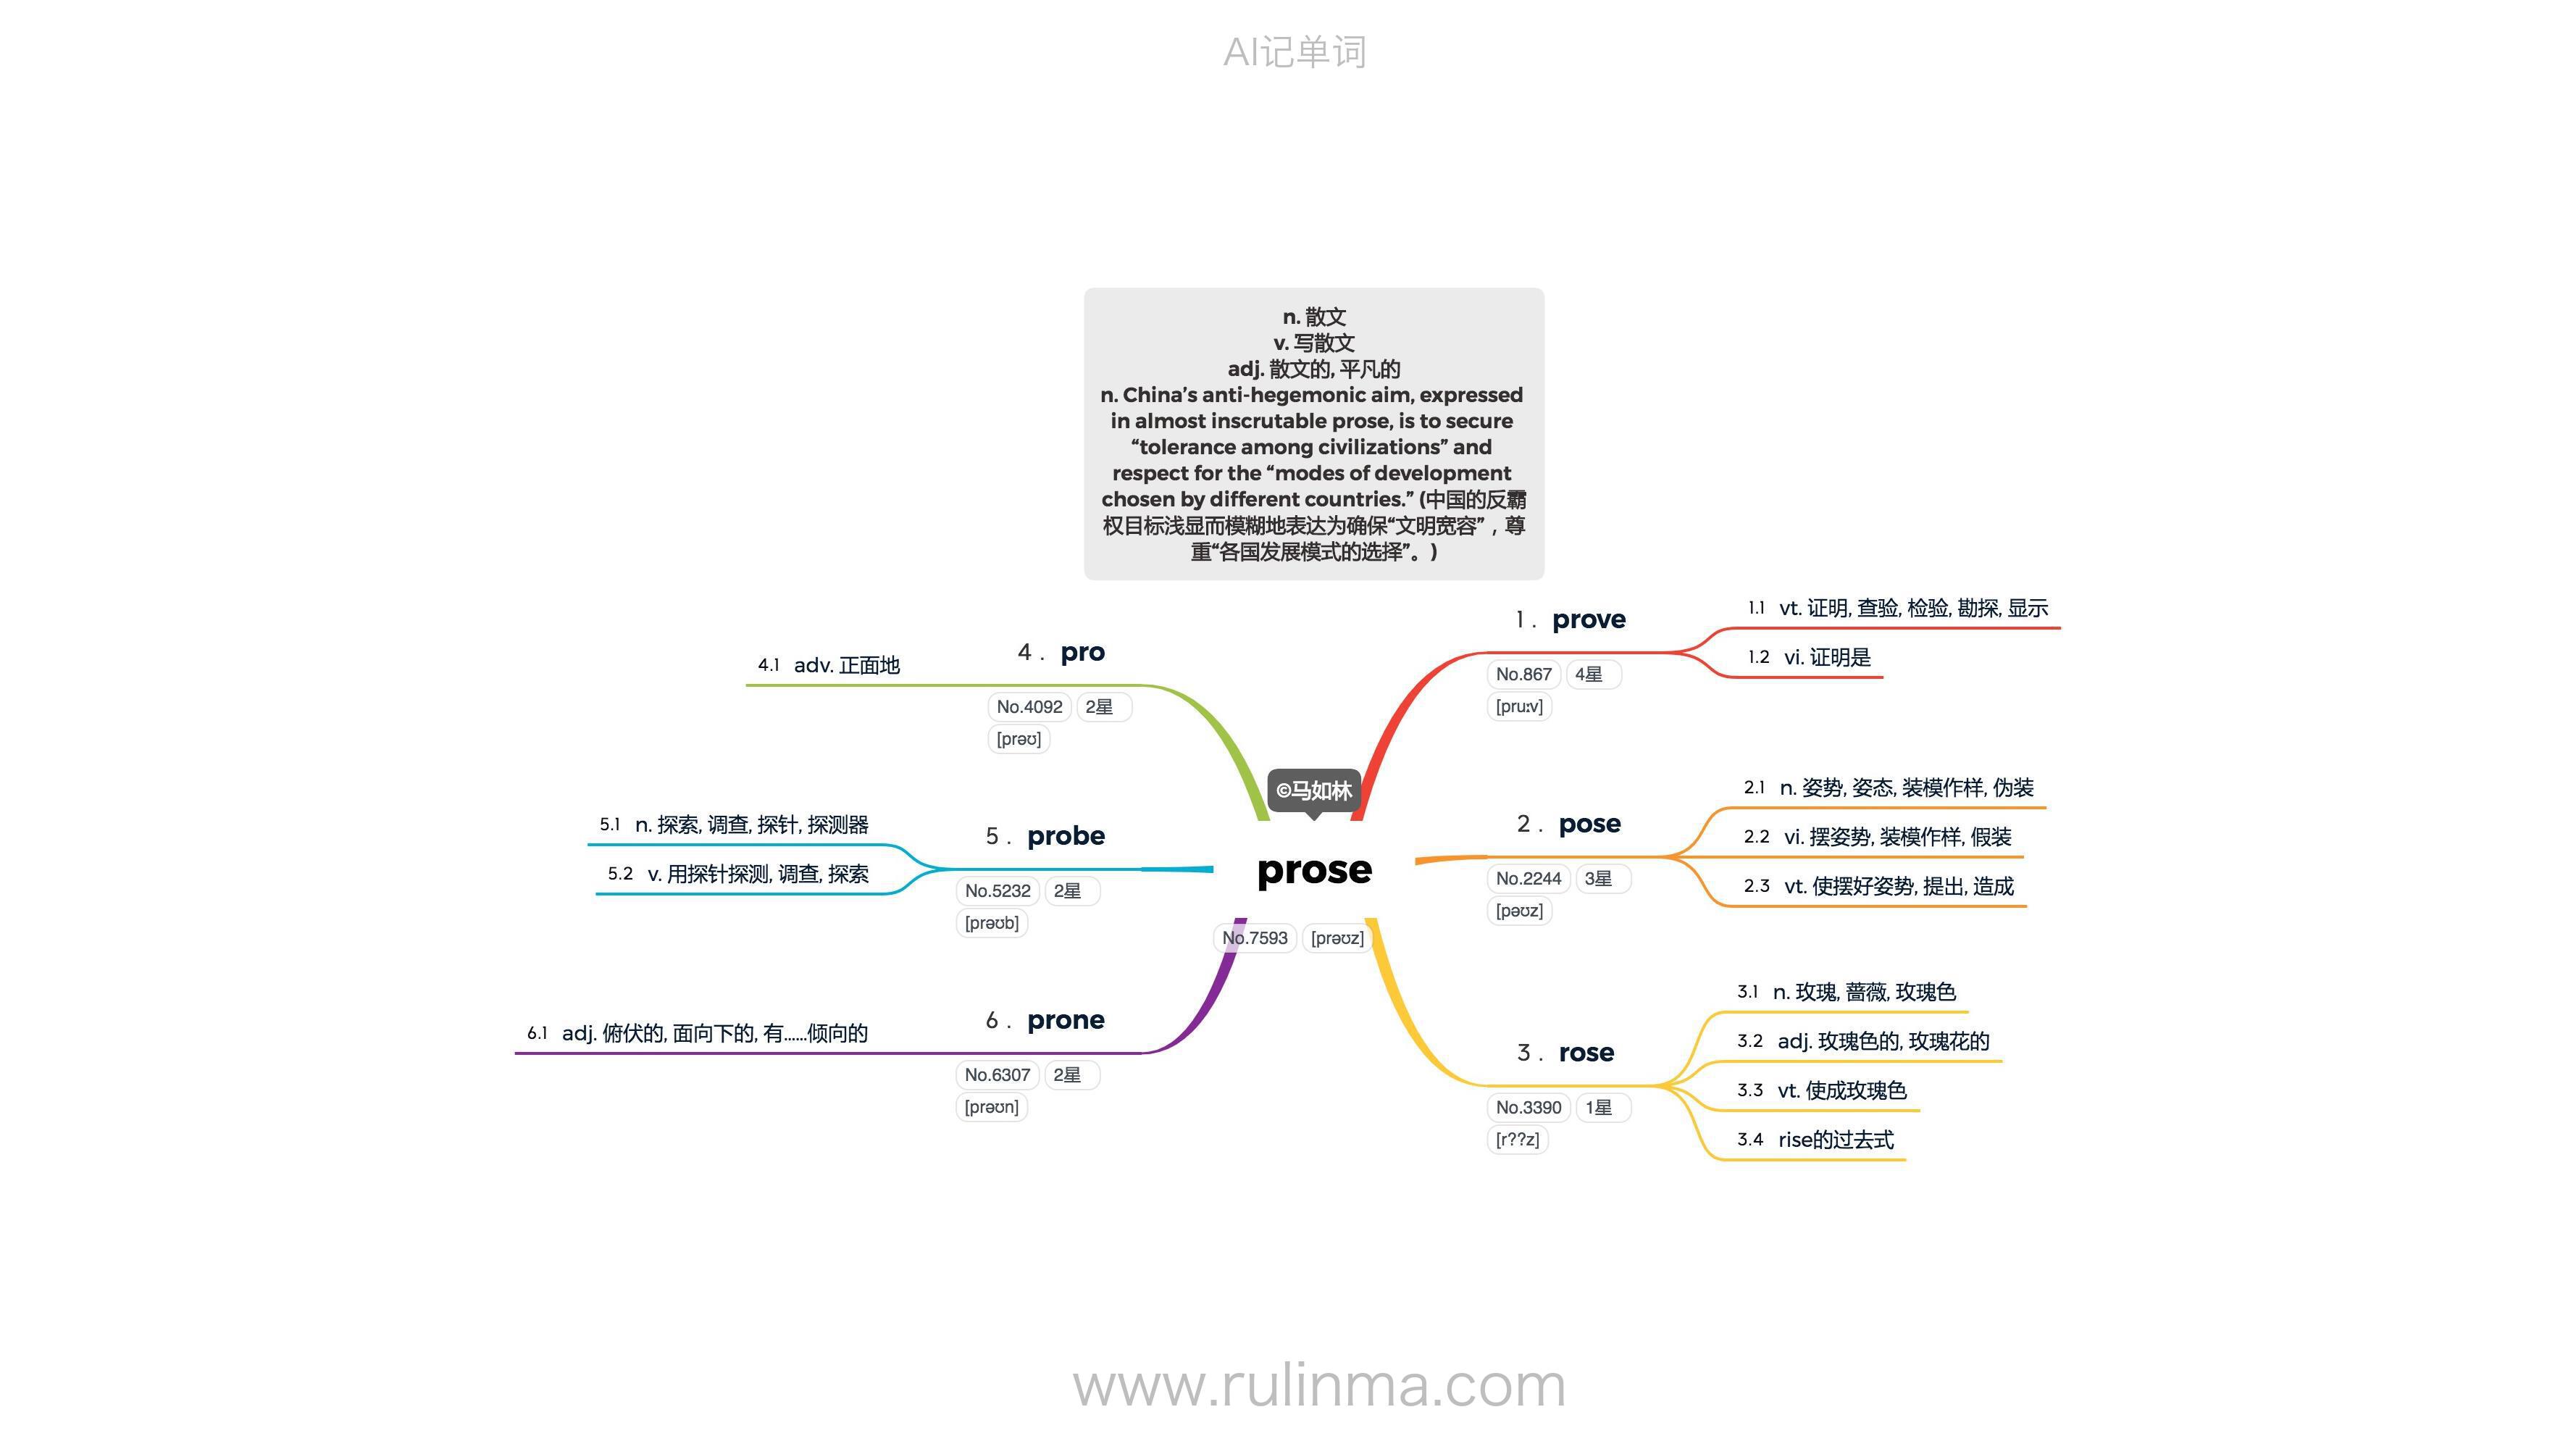 AI记单词
n. 散文
v. 写散文
adj. 散文的, 平凡的
n. China’s anti-hegemonic aim, expressed
in almost inscrutable prose, is to secure
“tolerance among civilizations” and
respect for the “modes of development
chosen by different countries.” (中国的反霸
权目标浅显而模糊地表达为确保“文明宽容”，尊
重“各国发展模式的选择”。)
©马如林
prose
No.7593 [prəʊz]
1. prove
No.867 4星
[pruːv]
1.1 vt. 证明, 查验, 检验, 勘探, 显示
1.2 vi. 证明是
2. pose
No.2244 3星
[pəʊz]
2.1 n. 姿势, 姿态, 装模作样, 伪装
2.2 vi. 摆姿势, 装模作样, 假装
2.3 vt. 使摆好姿势, 提出, 造成
3. rose
No.3390 1星
[r??z]
3.1 n. 玫瑰, 蔷薇, 玫瑰色
3.2 adj. 玫瑰色的, 玫瑰花的
3.3 vt. 使成玫瑰色
3.4 rise的过去式
4. pro
No.4092 2星
[prəʊ]
4.1 adv. 正面地
5. probe
No.5232 2星
[prəʊb]
5.1 n. 探索, 调查, 探针, 探测器
5.2 v. 用探针探测, 调查, 探索
6. prone
No.6307 2星
[prəʊn]
6.1 adj. 俯伏的, 面向下的, 有……倾向的
www.rulinma.com